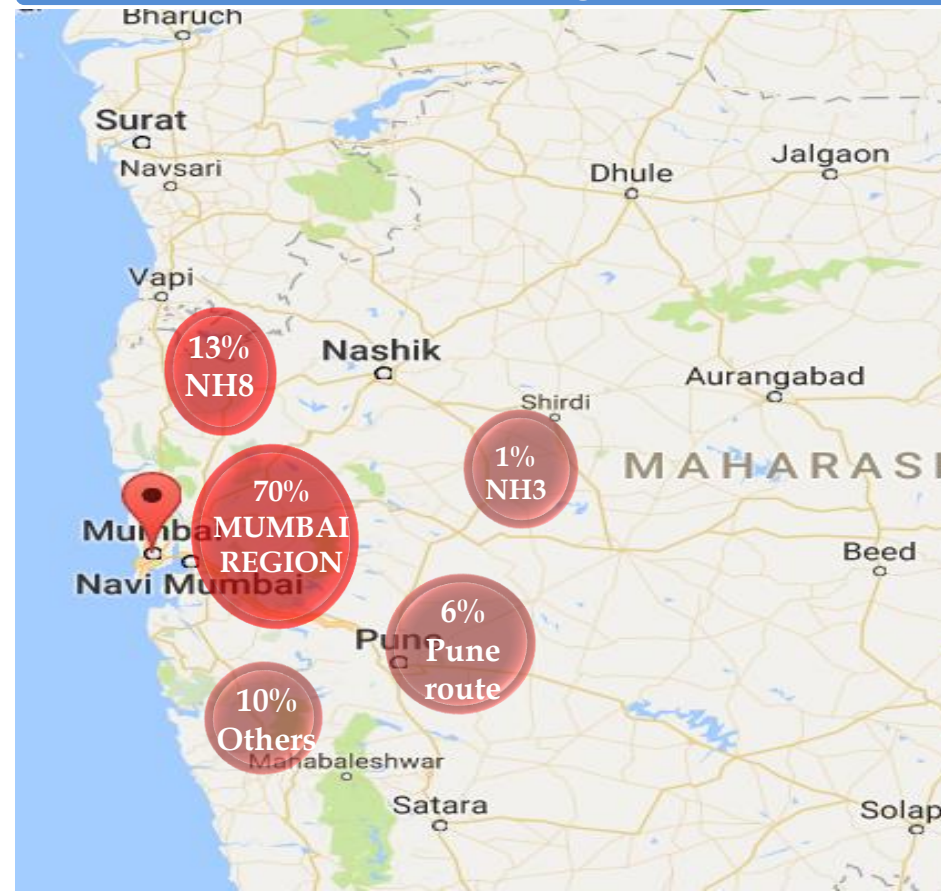 Bharuch
Surat
Navsari
Dhule
Jalgaon
Vapi
13%
NH8
Nashik
Aurangabad
Shirdi
1%
NH3
MAHARAS
70%
MUMBAI
REGION
Mumba
Navi Mumbai
Beed
6%
Pune
Pune
route
10%
Others
Mahabaleshwar
Satara
Solap